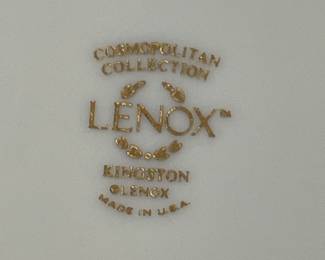 COSMOPOLITAN
COLLECTION
LENOX™
KINGSTON
©LENOX
MADE IN U.S.A.